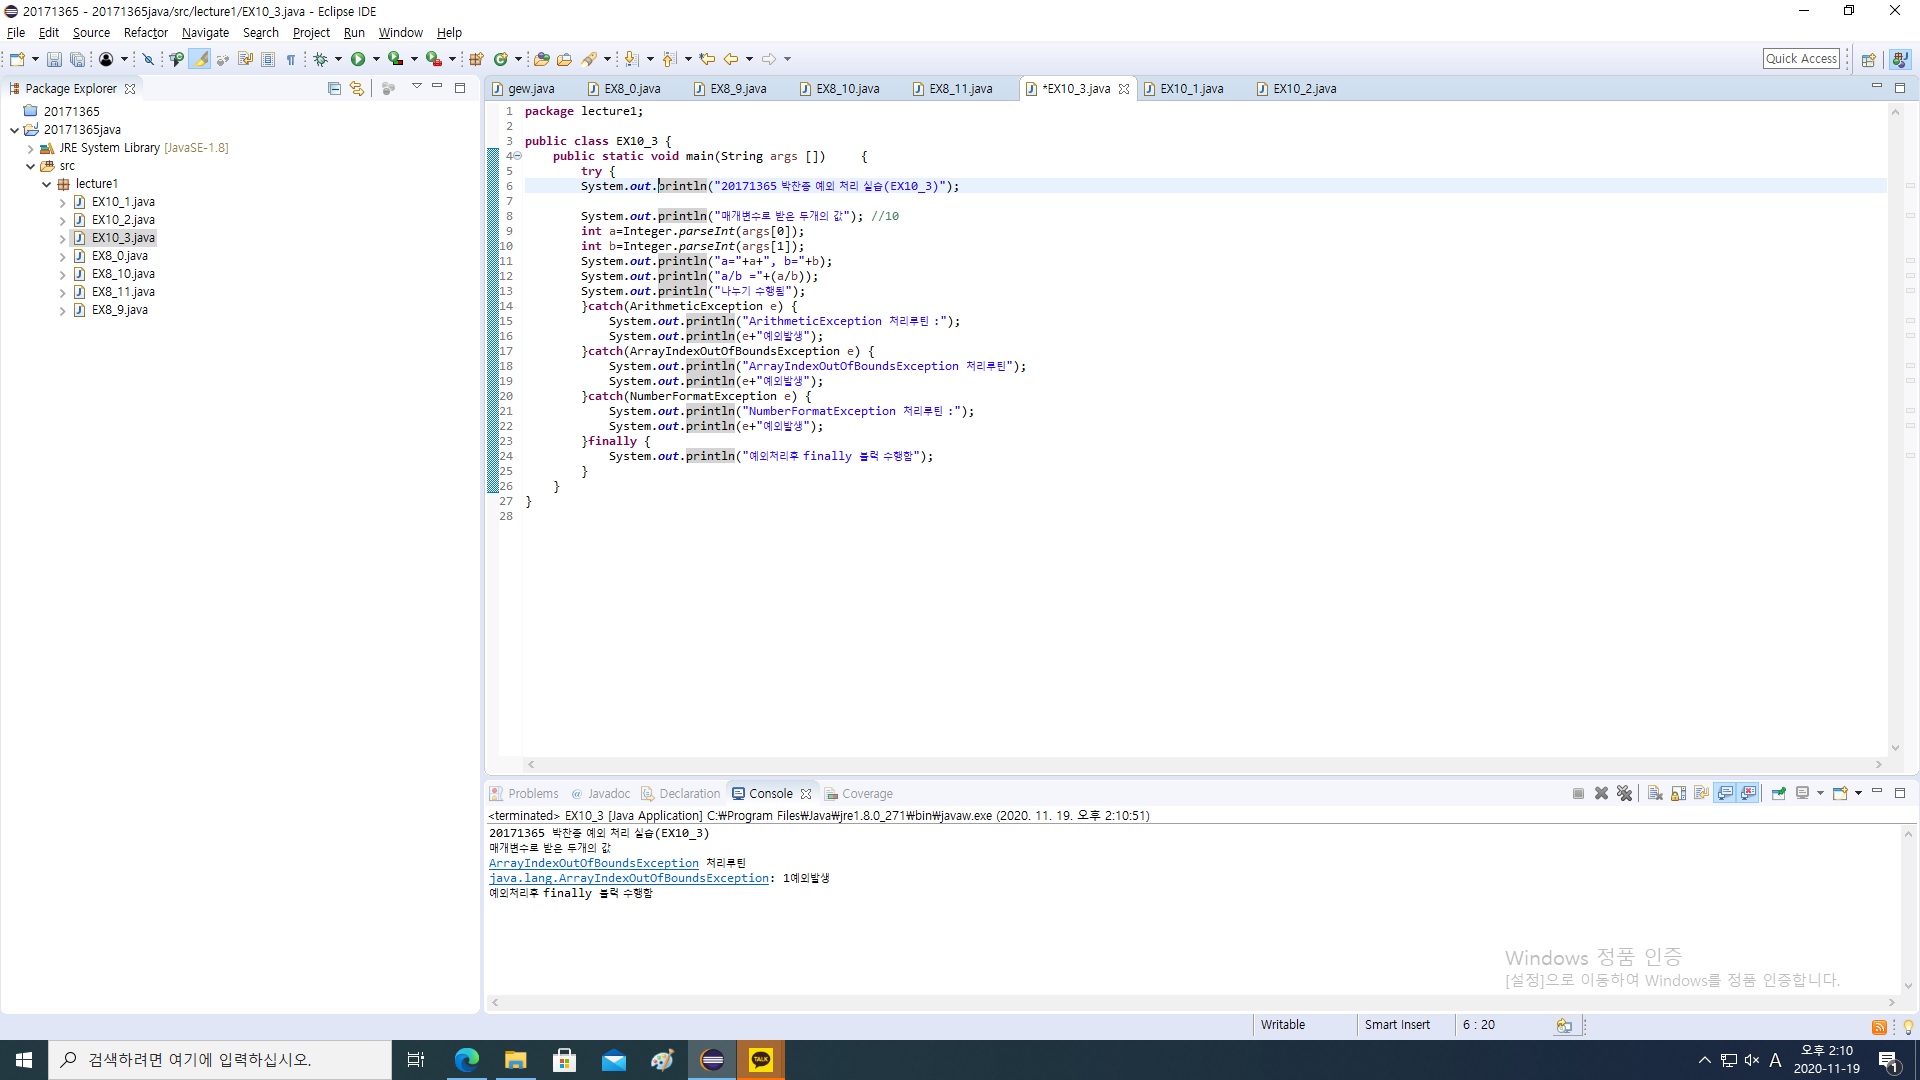 20171365 - 20171365java/src/lecture1/EX10_3.java - Eclipse IDE
File Edit Source Refactor Navigate Search Project Run Window Help
Quick Access
Package Explorer
20171365
20171365java
JRE System Library [JavaSE-1.8]
src
lecture1
EX10_1.java
EX10_2.java
EX10_3.java
EX8_0.java
EX8_10.java
EX8_11.java
EX8_9.java
gew.java EX8_0.java EX8_9.java EX8_10.java EX8_11.java *EX10_3.java EX10_1.java EX10_2.java
1 package lecture1;
2
3 public class EX10_3 {
4 public static void main(String args []) {
5 try {
6 System.out.println("20171365 박찬종 예외 처리 실습(EX10_3)");
7
8 System.out.println("매개변수로 받은 두개의 값"); //10
9 int a=Integer.parseInt(args[0]);
10 int b=Integer.parseInt(args[1]);
11 System.out.println("a="+a+", b="+b);
12 System.out.println("a/b ="+(a/b));
13 System.out.println("나누기 수행됨");
14 }catch(ArithmeticException e) {
15 System.out.println("ArithmeticException 처리루틴 :");
16 System.out.println(e+"예외발생");
17 }catch(ArrayIndexOutOfBoundsException e) {
18 System.out.println("ArrayIndexOutOfBoundsException 처리루틴");
19 System.out.println(e+"예외발생");
20 }catch(NumberFormatException e) {
21 System.out.println("NumberFormatException 처리루틴 :");
22 System.out.println(e+"예외발생");
23 }finally {
24 System.out.println("예외처리후 finally 블럭 수행함");
25 }
26 }
27 }
28
Problems Javadoc Declaration Console Coverage
<terminated> EX10_3 [Java Application] C:₩Program Files₩Java₩jre1.8.0_271₩bin₩javaw.exe (2020. 11. 19. 오후 2:10:51)
20171365 박찬종 예외 처리 실습(EX10_3)
매개변수로 받은 두개의 값
ArrayIndexOutOfBoundsException 처리루틴
java.lang.ArrayIndexOutOfBoundsException: 1예외발생
예외처리후 finally 블럭 수행함
Windows 정품 인증
[설정]으로 이동하여 Windows를 정품 인증합니다.
Writable Smart Insert 6 : 20
검색하려면 여기에 입력하십시오.
TALK
A
오후 2:10
2020-11-19
1